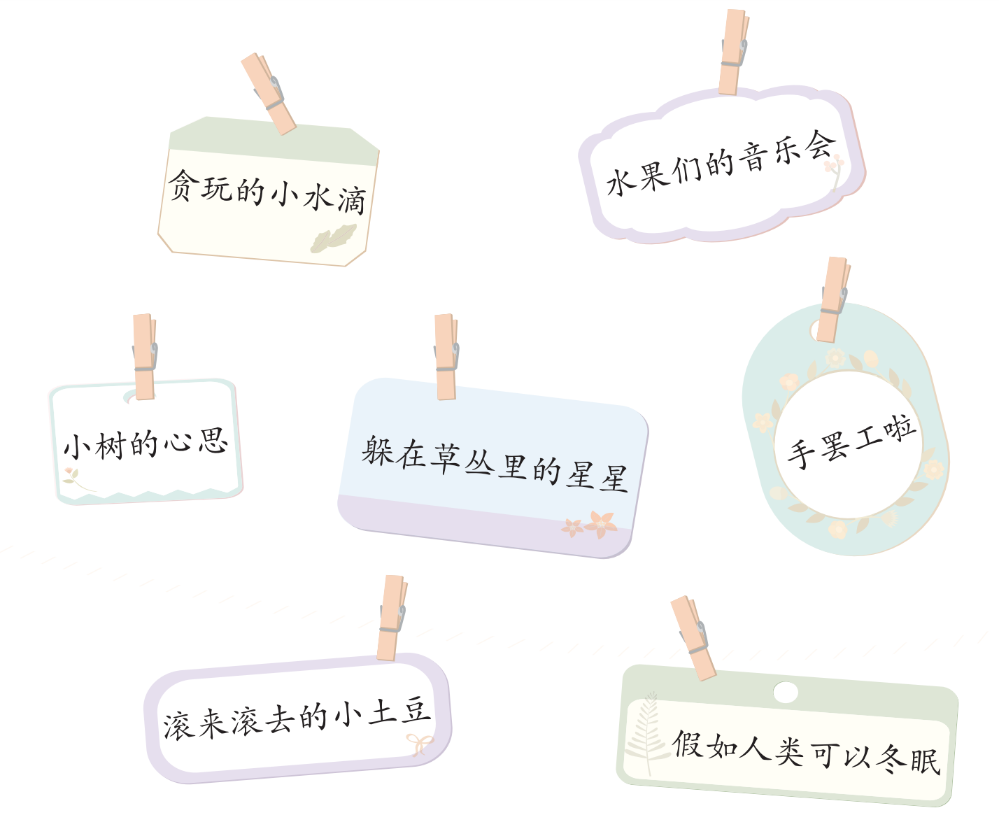 贪玩的小水滴
水果们的音乐会
小树的心思
躲在草丛里的星星
手罢工啦
滚来滚去的小土豆
假如人类可以冬眠